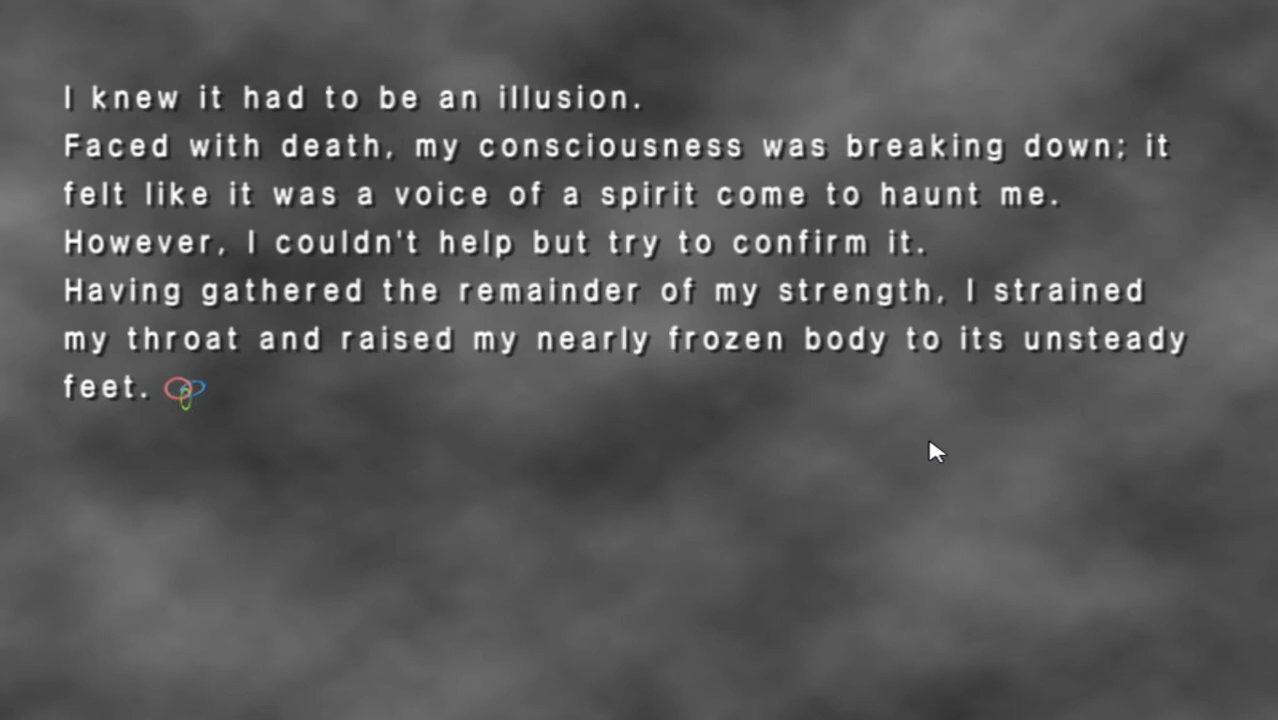 I knew it had to be an illusion.
Faced with death, my consciousness was breaking down; it
felt like it was a voice of a spirit come to haunt me.
However, I couldn't help but try to confirm it.
Having gathered the remainder of my strength, I strained
my throat and raised my nearly frozen body to its unsteady
feet.